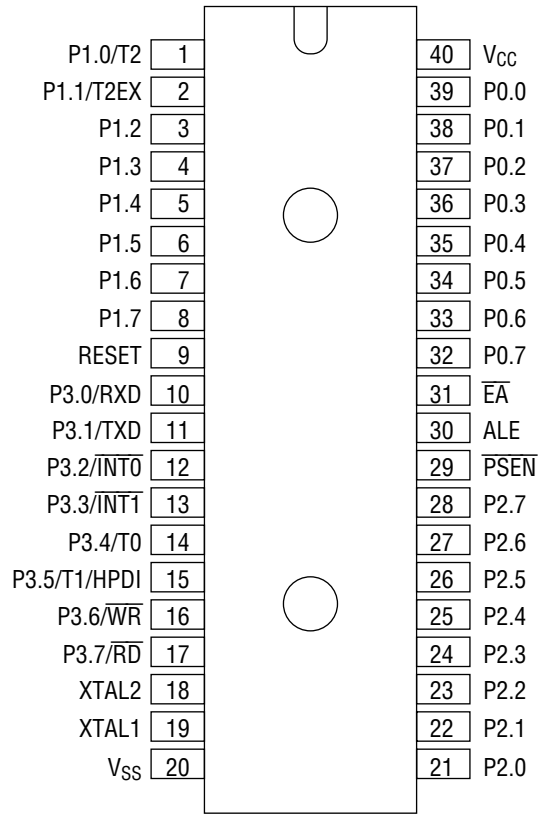 P1.0/T2 1 40 VCC
P1.1/T2EX 2 39 P0.0
P1.2 3 38 P0.1
P1.3 4 37 P0.2
P1.4 5 36 P0.3
P1.5 6 35 P0.4
P1.6 7 34 P0.5
P1.7 8 33 P0.6
RESET 9 32 P0.7
P3.0/RXD 10 31 E̅A̅
P3.1/TXD 11 30 ALE
P3.2/I̅N̅T̅0̅ 12 29 P̅S̅E̅N̅
P3.3/I̅N̅T̅1̅ 13 28 P2.7
P3.4/T0 14 27 P2.6
P3.5/T1/HPDI 15 26 P2.5
P3.6/W̅R̅ 16 25 P2.4
P3.7/R̅D̅ 17 24 P2.3
XTAL2 18 23 P2.2
XTAL1 19 22 P2.1
VSS 20 21 P2.0